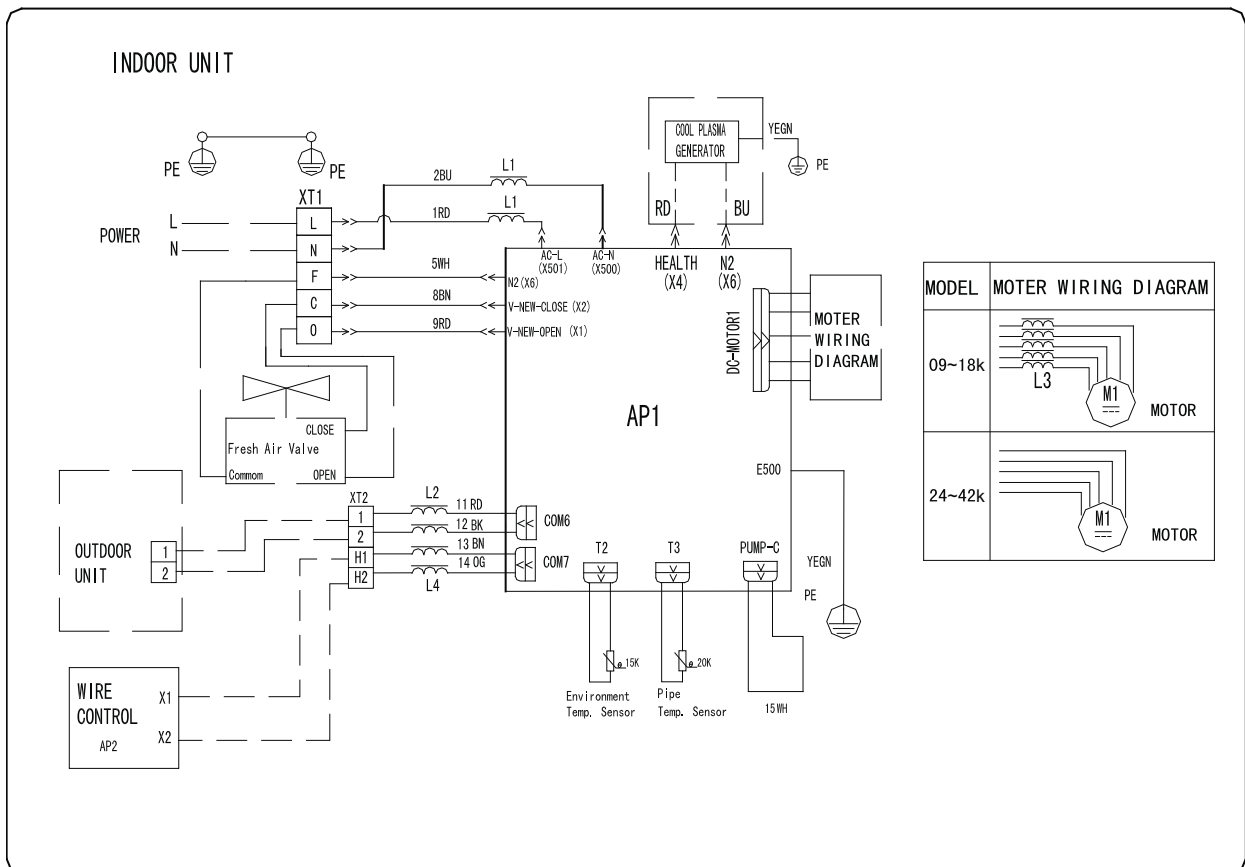 INDOOR UNIT
PE
PE
COOL PLASMA
GENERATOR
YEGN
PE
RD
BU
XT1
2BU
L1
1RD
L1
POWER
L
N
L
N
F
C
O
5WH
8BN
9RD
AC-L
(X501)
AC-N
(X500)
HEALTH
(X4)
N2
(X6)
N2(X6)
V-NEW-CLOSE(X2)
V-NEW-OPEN (X1)
DC-MOTOR1
MOTER
WIRING
DIAGRAM
AP1
E500
YEGN
PE
CLOSE
Fresh Air Valve
Commom
OPEN
OUTDOOR
UNIT
1
2
XT2
1
2
H1
H2
L2
11 RD
12 BK
13 BN
14 OG
L4
COM6
COM7
T2
T3
PUMP-C
θ 15K
θ 20K
Environment
Temp. Sensor
Pipe
Temp. Sensor
15WH
WIRE
CONTROL
AP2
X1
X2
MODEL
MOTER WIRING DIAGRAM
09~18k
L3
M1
MOTOR
24~42k
M1
MOTOR